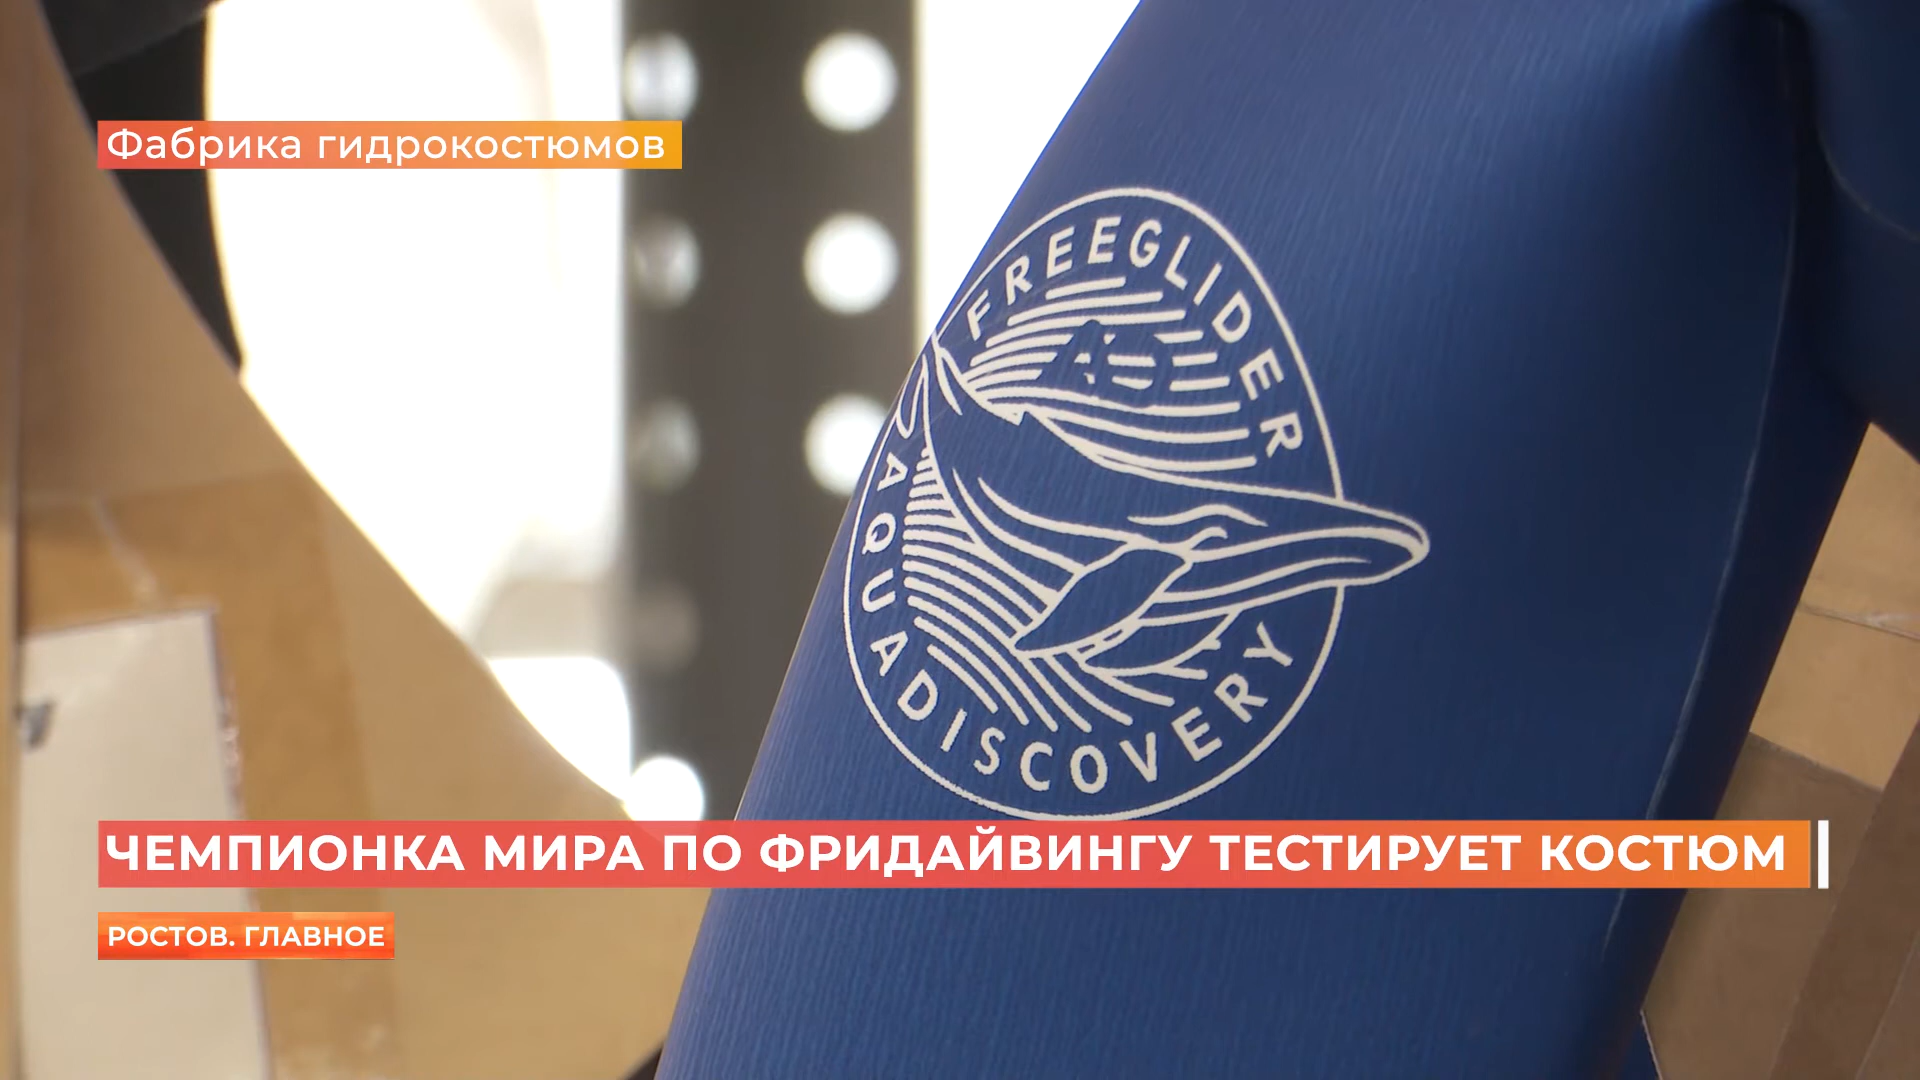 Фабрика гидрокостюмов
FREEGLIDER
AQUADISCOVERY
ЧЕМПИОНКА МИРА ПО ФРИДАЙВИНГУ ТЕСТИРУЕТ КОСТЮМ
РОСТОВ. ГЛАВНОЕ